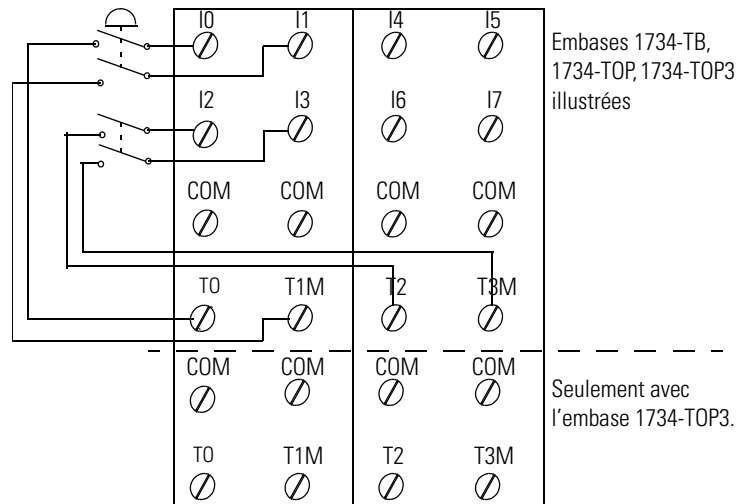 I0 I1 I4 I5
Embases 1734-TB,
1734-TOP, 1734-TOP3
illustrées
I2 I3 I6 I7
COM COM COM COM
T0 T1M T2 T3M
COM COM COM COM
Seulement avec
l'embase 1734-TOP3.
T0 T1M T2 T3M